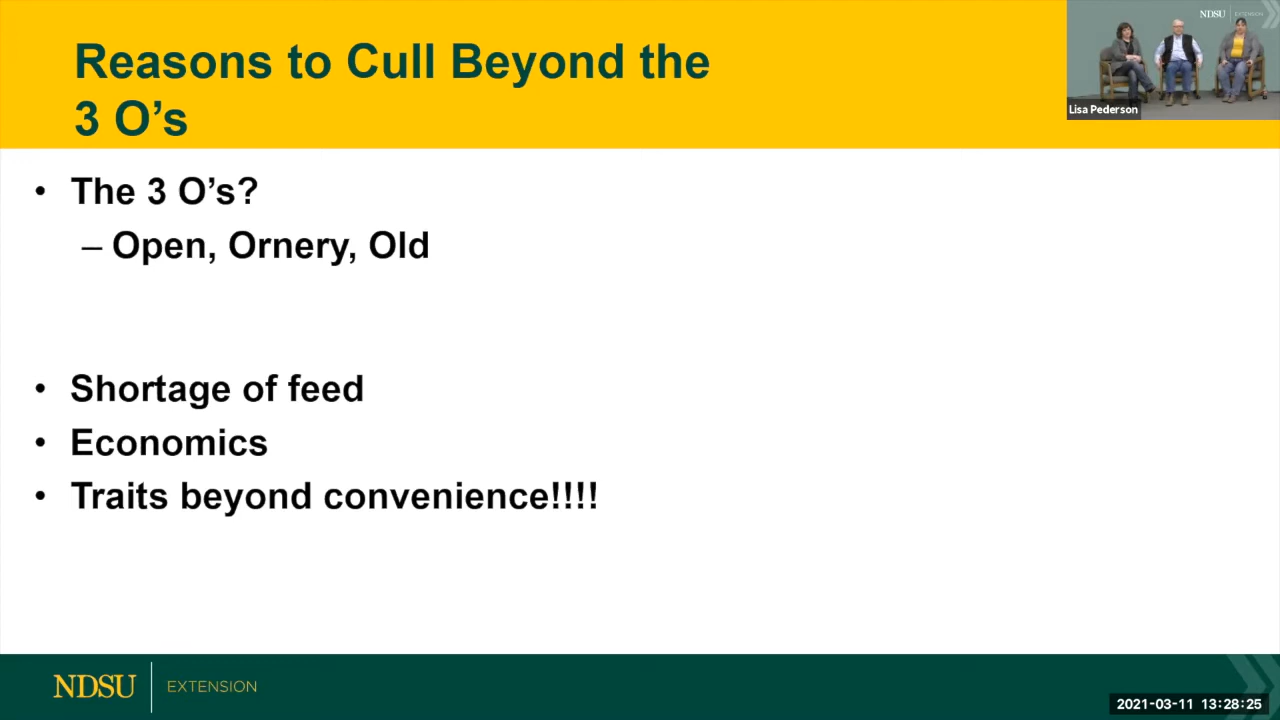 Reasons to Cull Beyond the
3 O's
NDSU EXTENSION
Lisa Pederson
• The 3 O's?
– Open, Ornery, Old
• Shortage of feed
• Economics
• Traits beyond convenience!!!!
NDSU EXTENSION
2021-03-11 13:28:25